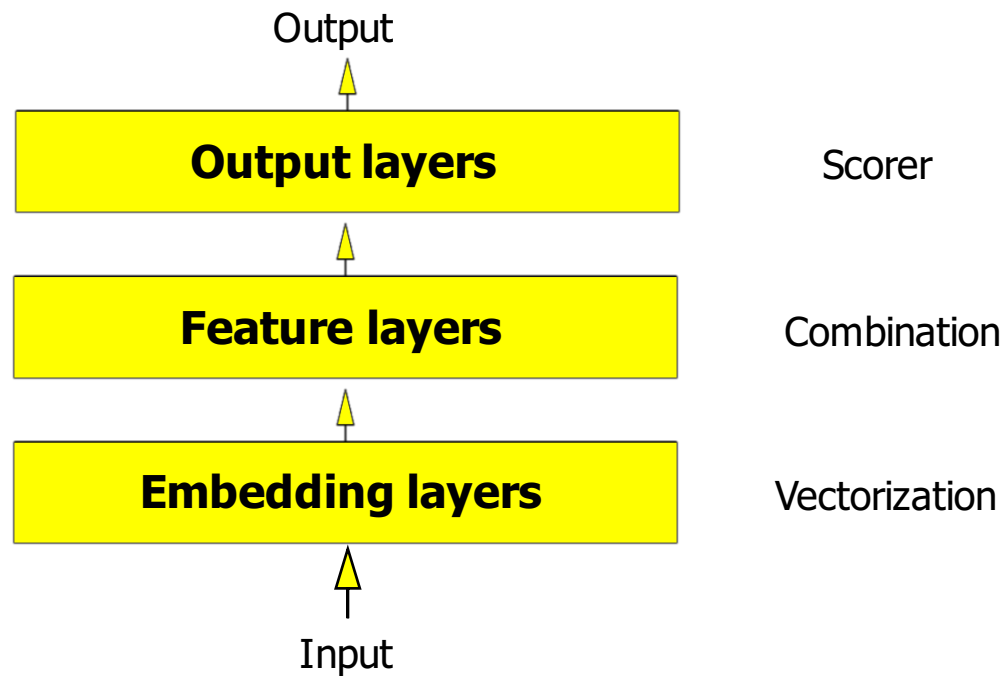 Output
Output layers
Scorer
Feature layers
Combination
Embedding layers
Vectorization
Input